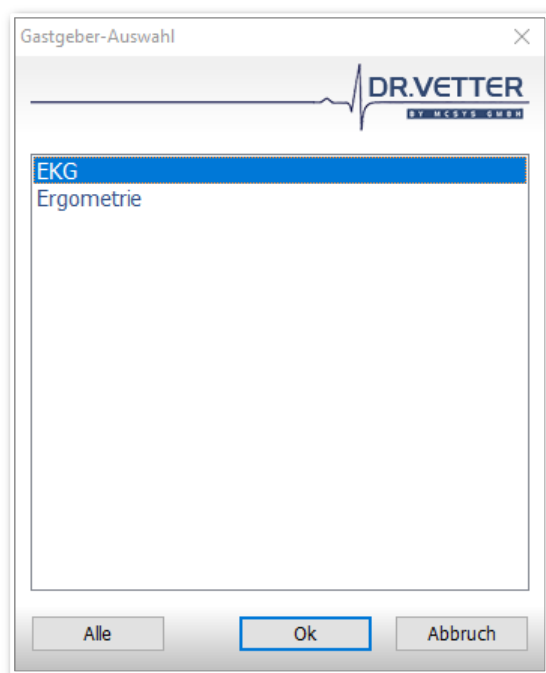 Gastgeber-Auswahl
DR.VETTER
BY MCSYS GMBH
EKG
Ergometrie
Alle Ok Abbruch